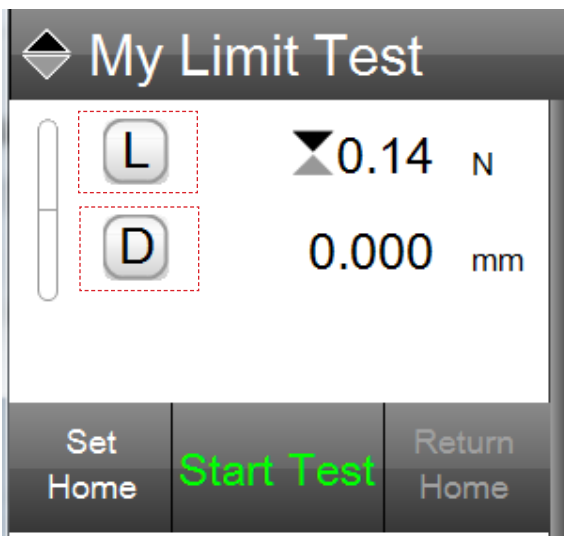 My Limit Test
L 0.14 N
D 0.000 mm
Set Home
Start Test
Return Home